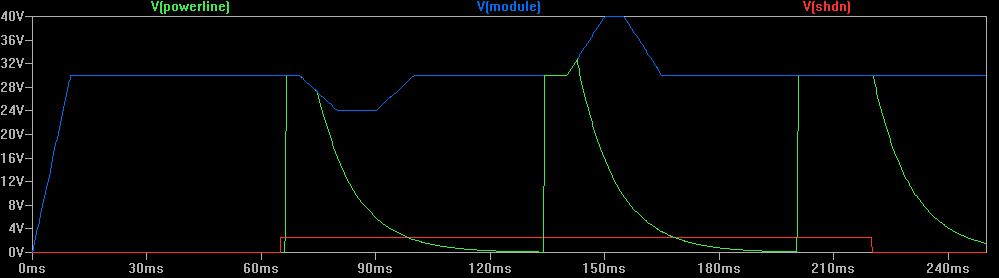 V(powerline) V(module) V(shdn)
40V
36V
32V
28V
24V
20V
16V
12V
8V
4V
0V
0ms 30ms 60ms 90ms 120ms 150ms 180ms 210ms 240ms